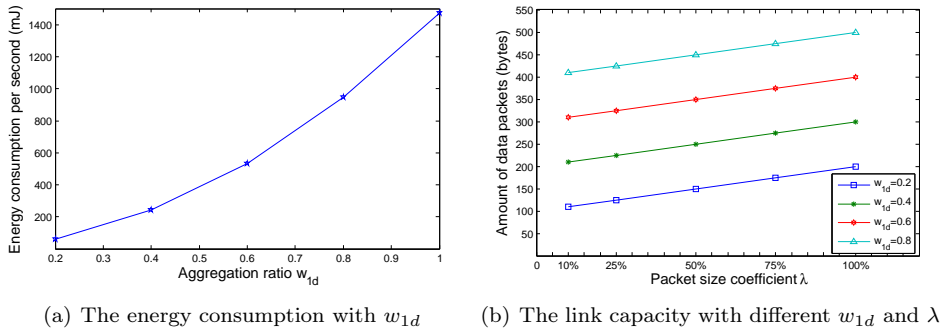 Energy consumption per second (mJ)
1400
1200
1000
800
600
400
200
0.2 0.3 0.4 0.5 0.6 0.7 0.8 0.9 1
Aggregation ratio w1d
(a) The energy consumption with w1d
Amount of data packets (bytes)
550
500
450
400
350
300
250
200
150
100
50
0 10% 25% 50% 75% 100%
Packet size coefficient λ
w1d=0.2
w1d=0.4
w1d=0.6
w1d=0.8
(b) The link capacity with different w1d and λ